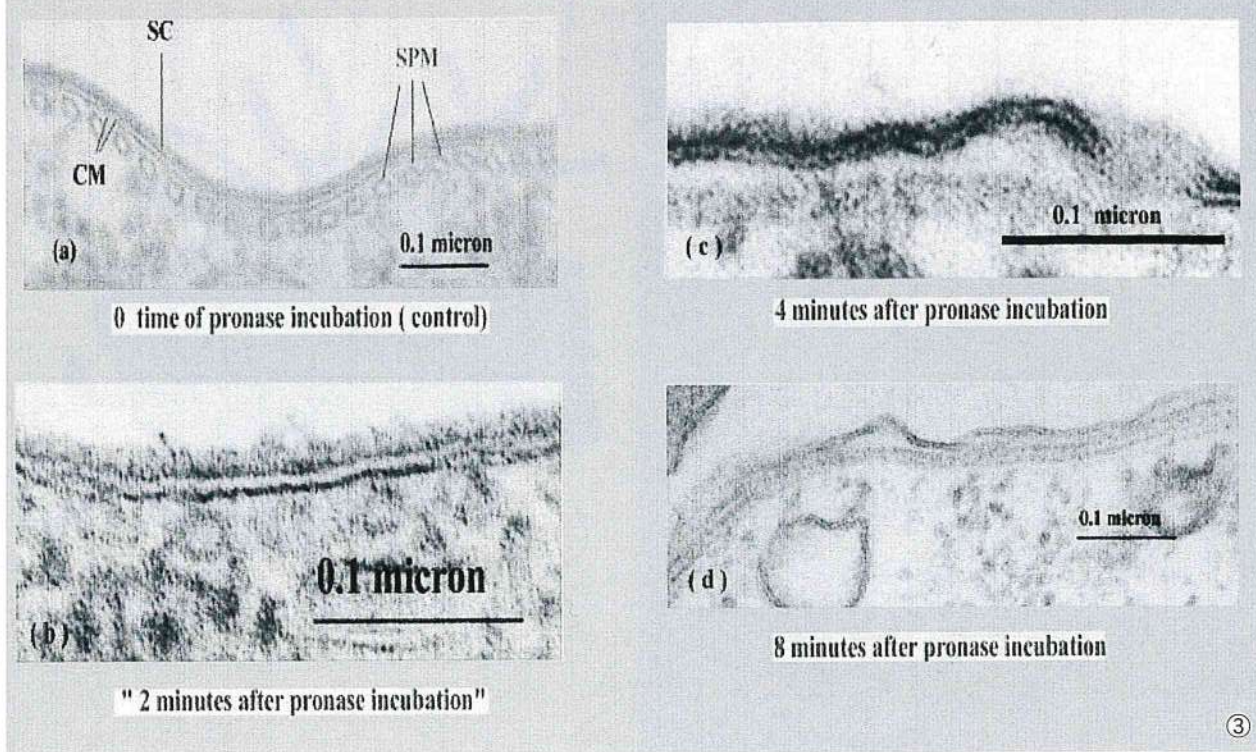 SC
SPM
CM
0.1 micron
(a)
0 time of pronase incubation ( control)
0.1 micron
( b )
" 2 minutes after pronase incubation"
0.1 micron
( c )
4 minutes after pronase incubation
0.1 micron
( d )
8 minutes after pronase incubation
③